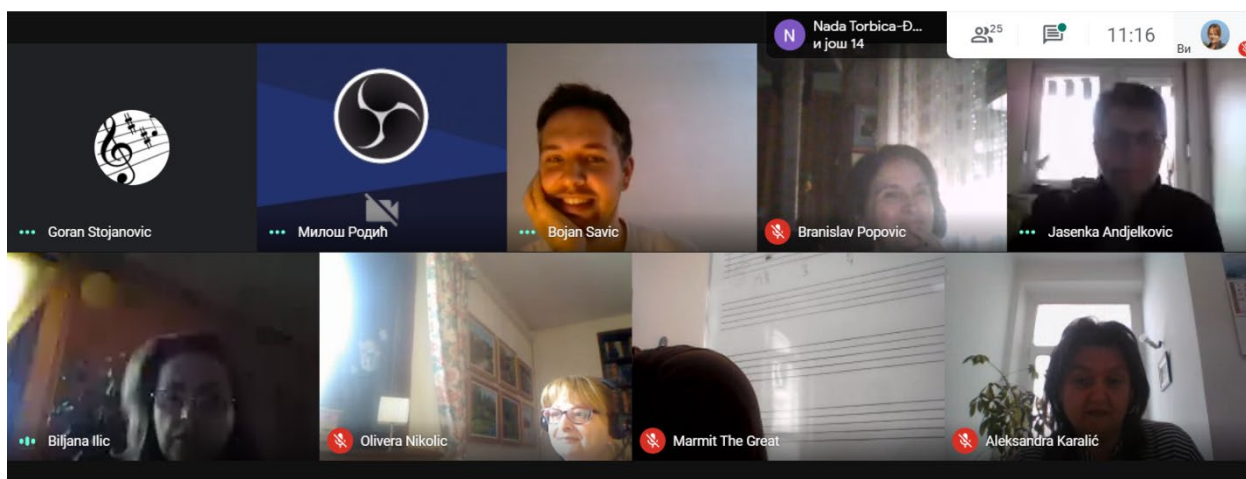 N
Nada Torbica-Đ...
и још 14
25
11:16
Ви
Goran Stojanovic
Милош Родић
Bojan Savic
Branislav Popovic
Jasenka Andjelkovic
Biljana Ilic
Olivera Nikolic
Marmit The Great
Aleksandra Karalić